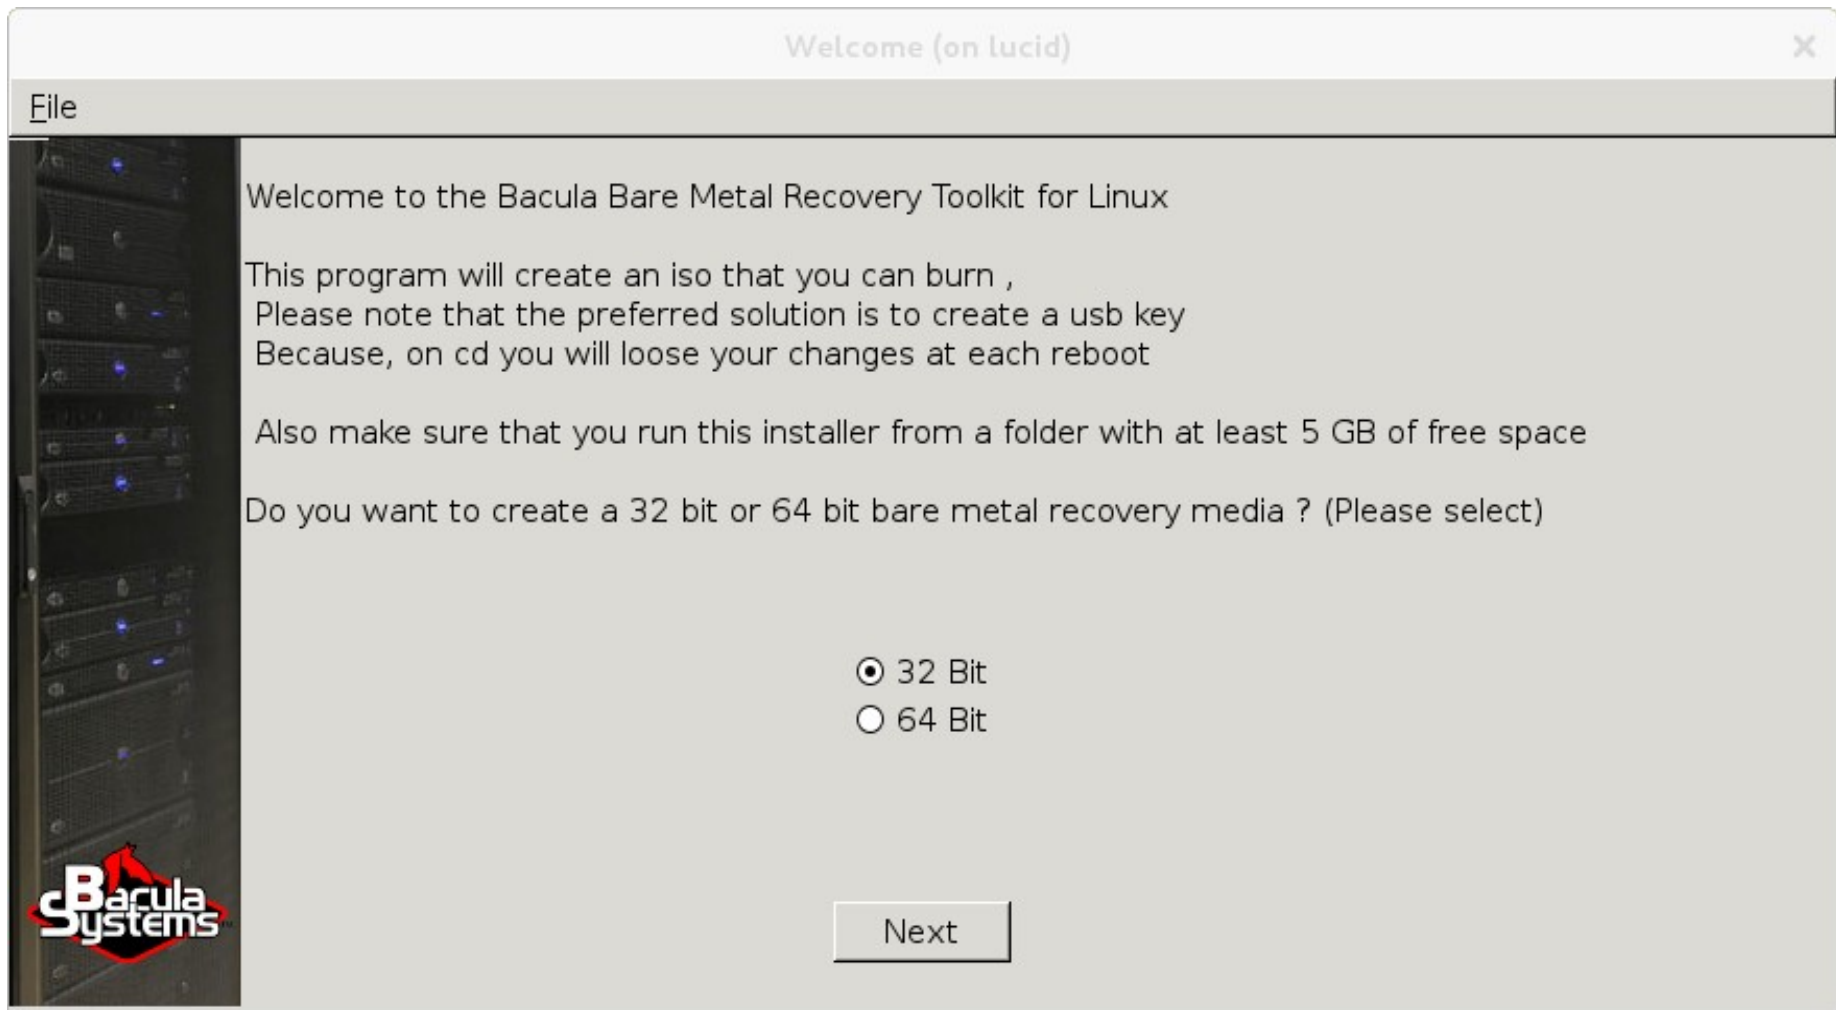 Welcome (on lucid)
File
Welcome to the Bacula Bare Metal Recovery Toolkit for Linux
This program will create an iso that you can burn ,
Please note that the preferred solution is to create a usb key
Because, on cd you will loose your changes at each reboot
Also make sure that you run this installer from a folder with at least 5 GB of free space
Do you want to create a 32 bit or 64 bit bare metal recovery media ? (Please select)
32 Bit
64 Bit
Bacula
Systems
Next